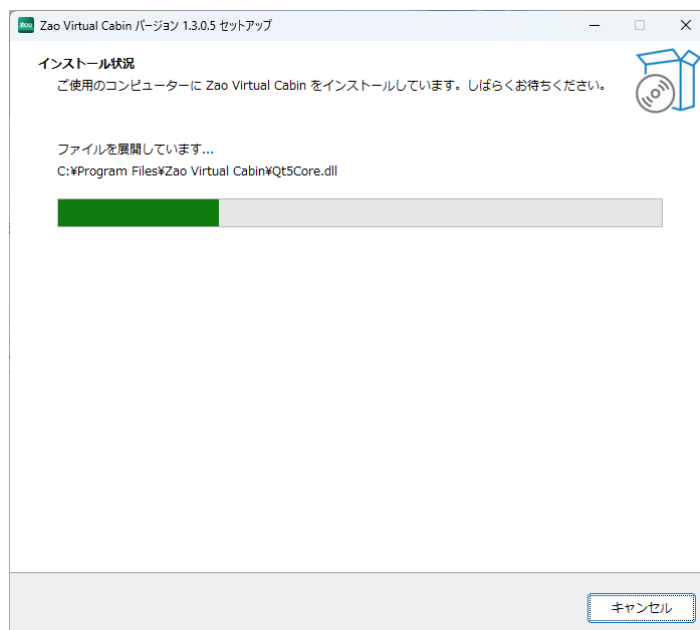 zao Zao Virtual Cabin バージョン 1.3.0.5 セットアップ
インストール状況
ご使用のコンピューターに Zao Virtual Cabin をインストールしています。しばらくお待ちください。
ファイルを展開しています...
C:¥Program Files¥Zao Virtual Cabin¥Qt5Core.dll
キャンセル